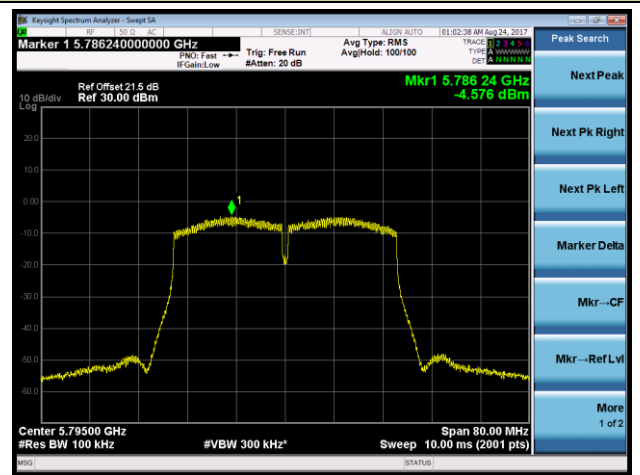 Keysight Spectrum Analyzer - Swept SA
RF 50 Ω AC SENSE:INT ALIGN AUTO 01:02:38 AM Aug 24, 2017
Marker 1 5.786240000000 GHz
PNO: Fast
IFGain:Low
Trig: Free Run
#Atten: 20 dB
Avg Type: RMS
Avg|Hold: 100/100
TRACE 1 2 3 4 5 6
TYPE A WWWWW
DET A N N N N N
Peak Search
Ref Offset 21.5 dB
10 dB/div Ref 30.00 dBm
Log
Mkr1 5.786 24 GHz
-4.576 dBm
Next Peak
20.0
10.0
Next Pk Right
0.00
1
Next Pk Left
-10.0
Marker Delta
-20.0
-30.0
Mkr→CF
-40.0
-50.0
Mkr→Ref Lvl
-60.0
More
1 of 2
Center 5.79500 GHz Span 80.00 MHz
#Res BW 100 kHz #VBW 300 kHz* Sweep 10.00 ms (2001 pts)
MSG STATUS